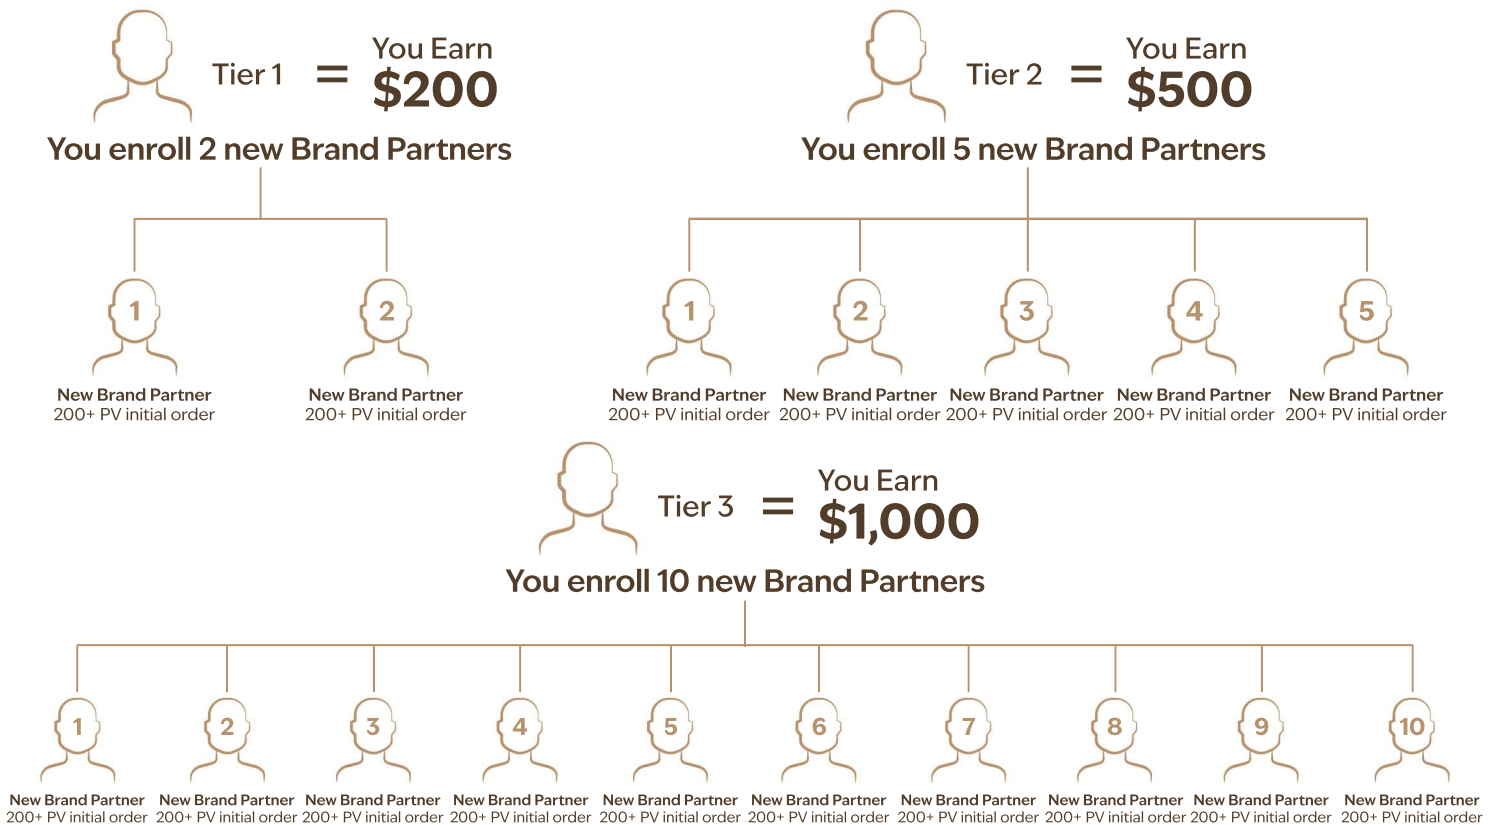 Tier 1 = You Earn
$200
You enroll 2 new Brand Partners
1
New Brand Partner
200+ PV initial order
2
New Brand Partner
200+ PV initial order
Tier 2 = You Earn
$500
You enroll 5 new Brand Partners
1
New Brand Partner
200+ PV initial order
2
New Brand Partner
200+ PV initial order
3
New Brand Partner
200+ PV initial order
4
New Brand Partner
200+ PV initial order
5
New Brand Partner
200+ PV initial order
Tier 3 = You Earn
$1,000
You enroll 10 new Brand Partners
1
New Brand Partner
200+ PV initial order
2
New Brand Partner
200+ PV initial order
3
New Brand Partner
200+ PV initial order
4
New Brand Partner
200+ PV initial order
5
New Brand Partner
200+ PV initial order
6
New Brand Partner
200+ PV initial order
7
New Brand Partner
200+ PV initial order
8
New Brand Partner
200+ PV initial order
9
New Brand Partner
200+ PV initial order
10
New Brand Partner
200+ PV initial order